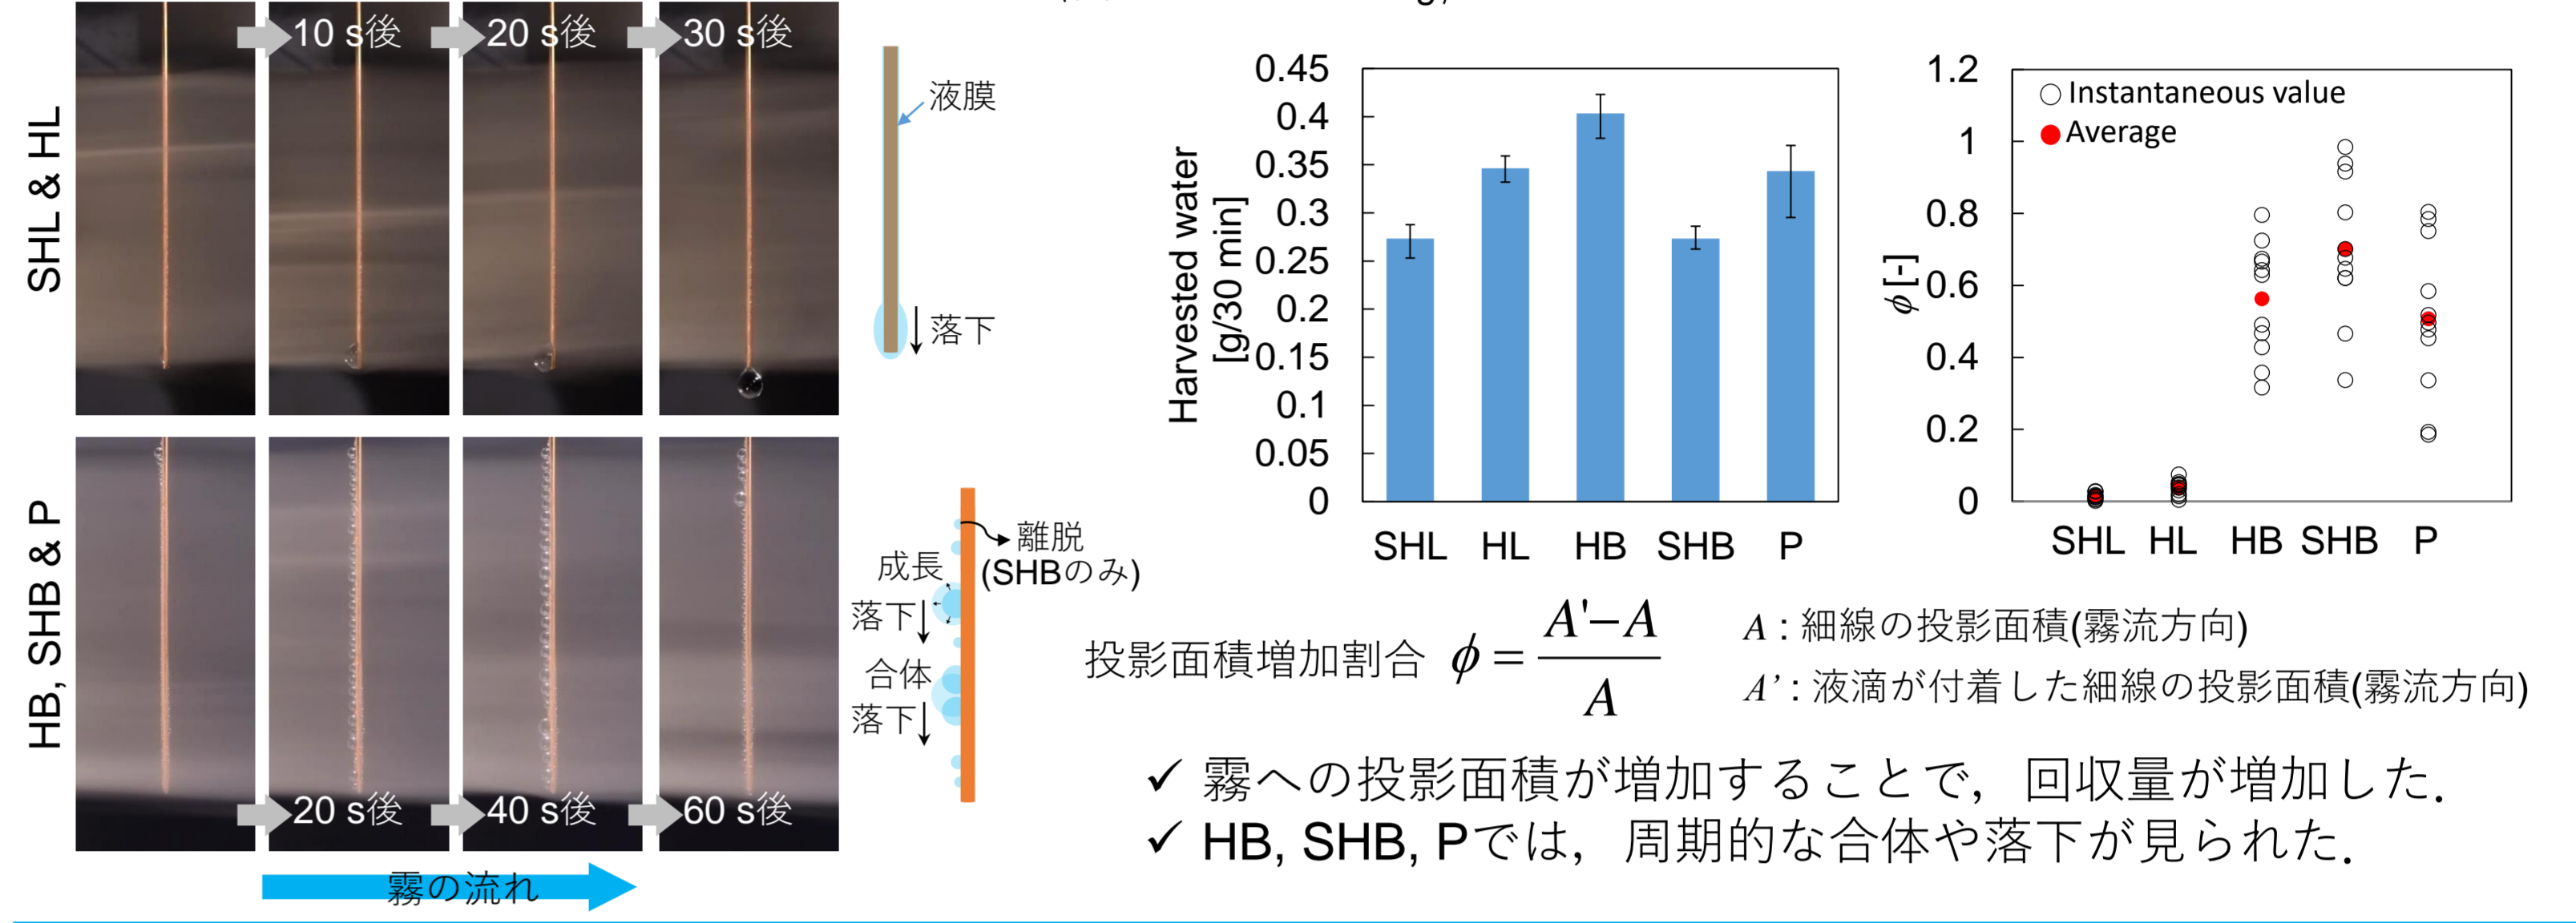 SHL & HL
10 s後
20 s後
30 s後
液膜
落下
HB, SHB & P
20 s後
40 s後
60 s後
霧の流れ
離脱
(SHBのみ)
成長
落下
合体
落下
Harvested water
[g/30 min]
0.45
0.4
0.35
0.3
0.25
0.2
0.15
0.1
0.05
0
SHL HL HB SHB P
ϕ [-]
1.2
1
0.8
0.6
0.4
0.2
0
Instantaneous value
Average
SHL HL HB SHB P
投影面積増加割合 ϕ = (A'−A)/A
A : 細線の投影面積(霧流方向)
A' : 液滴が付着した細線の投影面積(霧流方向)
✓ 霧への投影面積が増加することで，回収量が増加した．
✓ HB, SHB, Pでは，周期的な合体や落下が見られた．